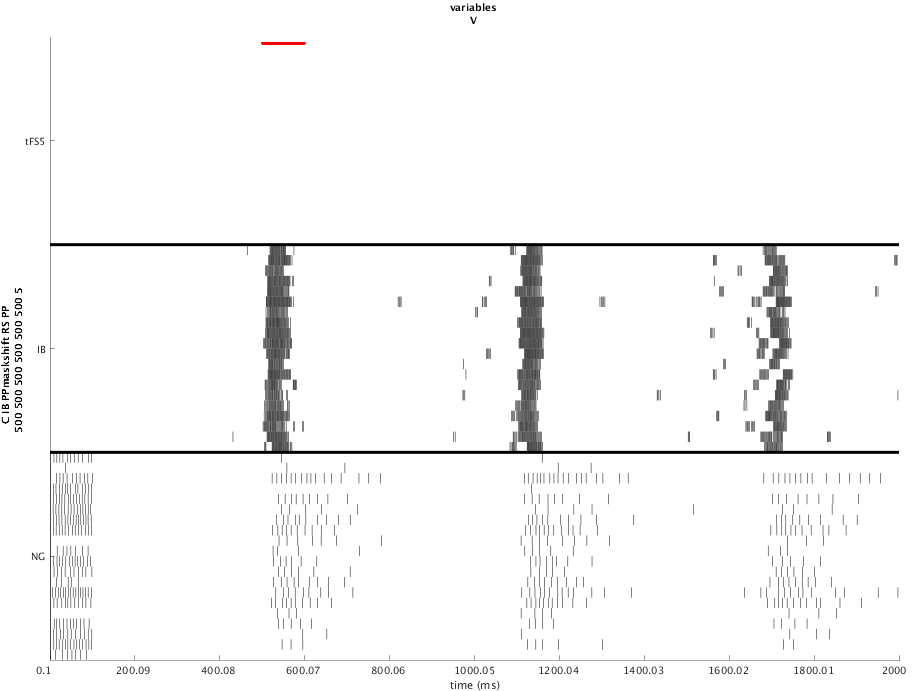 variables
V
tFS5
IB
NG
C IB PPmaskshift RS PP
500 500 500 500 500 5
0.1 200.09 400.08 600.07 800.06 1000.05 1200.04 1400.03 1600.02 1800.01 2000
time (ms)